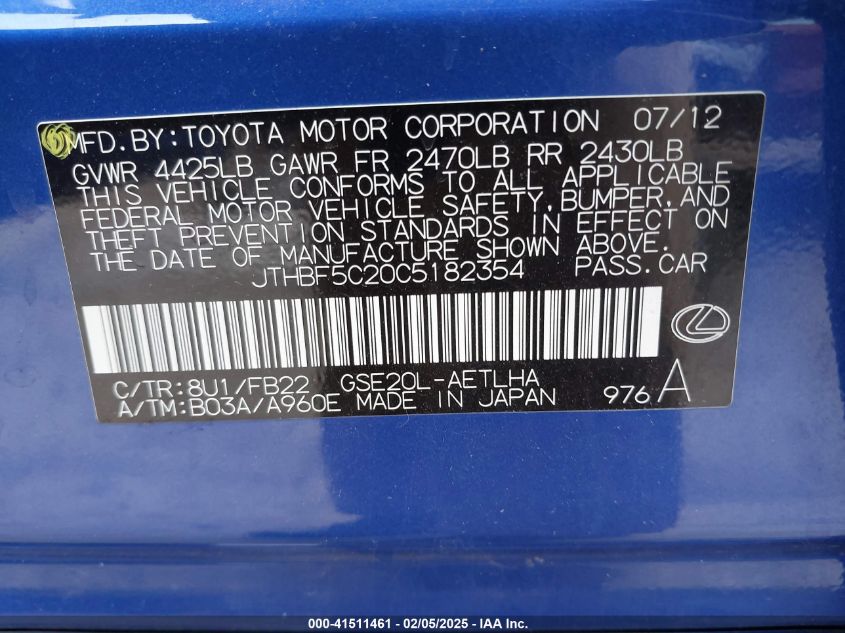 MFD. BY: TOYOTA MOTOR CORPORATION 07/12
GVWR 4425LB GAWR FR 2470LB RR 2430LB
THIS VEHICLE CONFORMS TO ALL APPLICABLE
FEDERAL MOTOR VEHICLE SAFETY, BUMPER, AND
THEFT PREVENTION STANDARDS IN EFFECT ON
THE DATE OF MANUFACTURE SHOWN ABOVE.
JTHBF5C20C5182354 PASS. CAR
C/TR: 8U1/FB22 GSE20L-AETLHA
A/TM: B03A/A960E MADE IN JAPAN 976 A
000-41511461 - 02/05/2025 - IAA Inc.